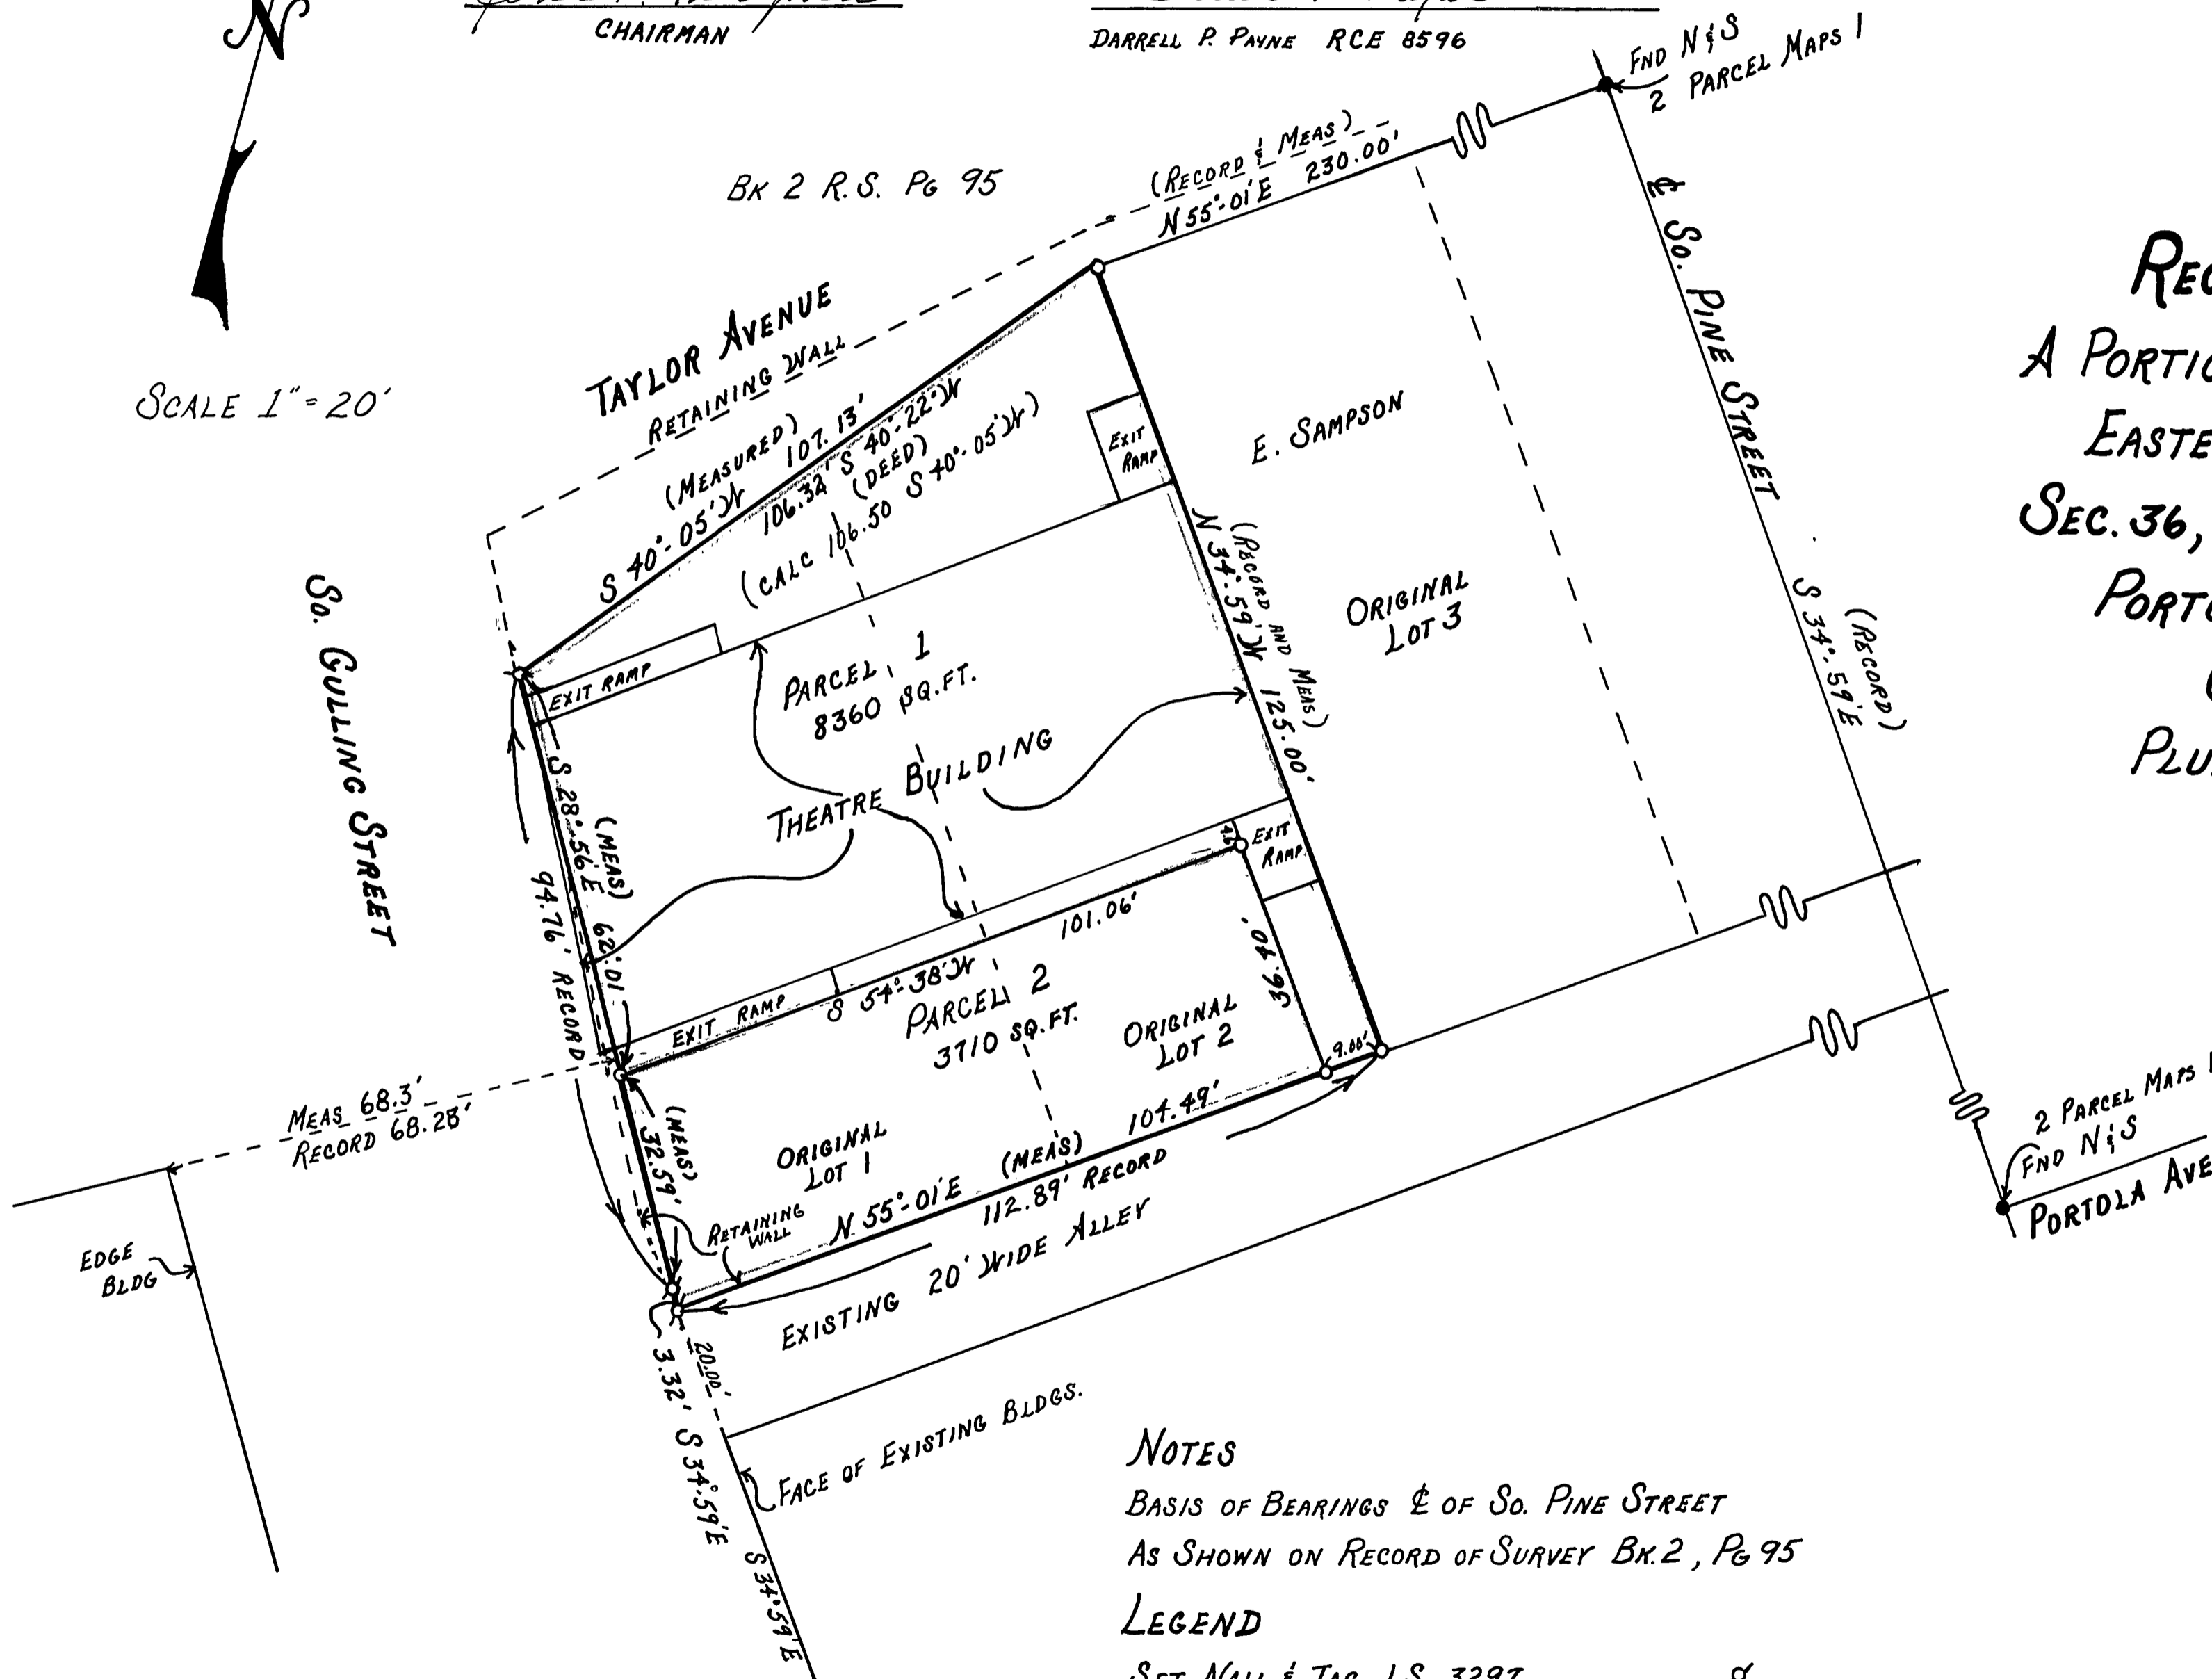 N
CHAIRMAN
DARRELL P. PAYNE RCE 8596
FND N & S
2 PARCEL MAPS 1
BK 2 R.S. PG 95
(RECORD & MEAS)
N 55°-01'E 230.00'
SCALE 1" = 20'
TAYLOR AVENUE
RETAINING WALL
(MEASURED)
S 40°-05'W 107.13'
106.32' S 40°-22'W
(DEED)
(CALC 106.50 S 40°-05'W)
EXIT
RAMP
E. SAMPSON
℄ SO. PINE STREET
S 34°-59'E
(RECORD)
A PORTIO
EASTE
SEC. 36,
PORT
PLU
SO. GULLING STREET
EXIT RAMP
PARCEL 1
8360 SQ.FT.
(RECORD AND MEAS)
N 34°-59'W 125.00'
ORIGINAL
LOT 3
THEATRE BUILDING
S 28°-56'E 62.01
(MEAS)
94.76' RECORD
EXIT
RAMP
101.06'
S 54°-38'W
EXIT RAMP
PARCEL 2
3710 SQ.FT.
36.40'
ORIGINAL
LOT 2
9.00'
104.49'
MEAS 68.3'
RECORD 68.28'
(MEAS)
32.59'
ORIGINAL
LOT 1
RETAINING
WALL
N 55°-01'E (MEAS)
112.89' RECORD
EXISTING 20' WIDE ALLEY
EDGE
BLDG
2 PARCEL MAPS
FND N & S
PORTOLA AVE
20.00'
3.32' S 34°-59'E
S 34°-59'E
FACE OF EXISTING BLDGS.
NOTES
BASIS OF BEARINGS ℄ OF SO. PINE STREET
AS SHOWN ON RECORD OF SURVEY BK.2, PG 95
LEGEND
SET NAIL & TAG LS 3297